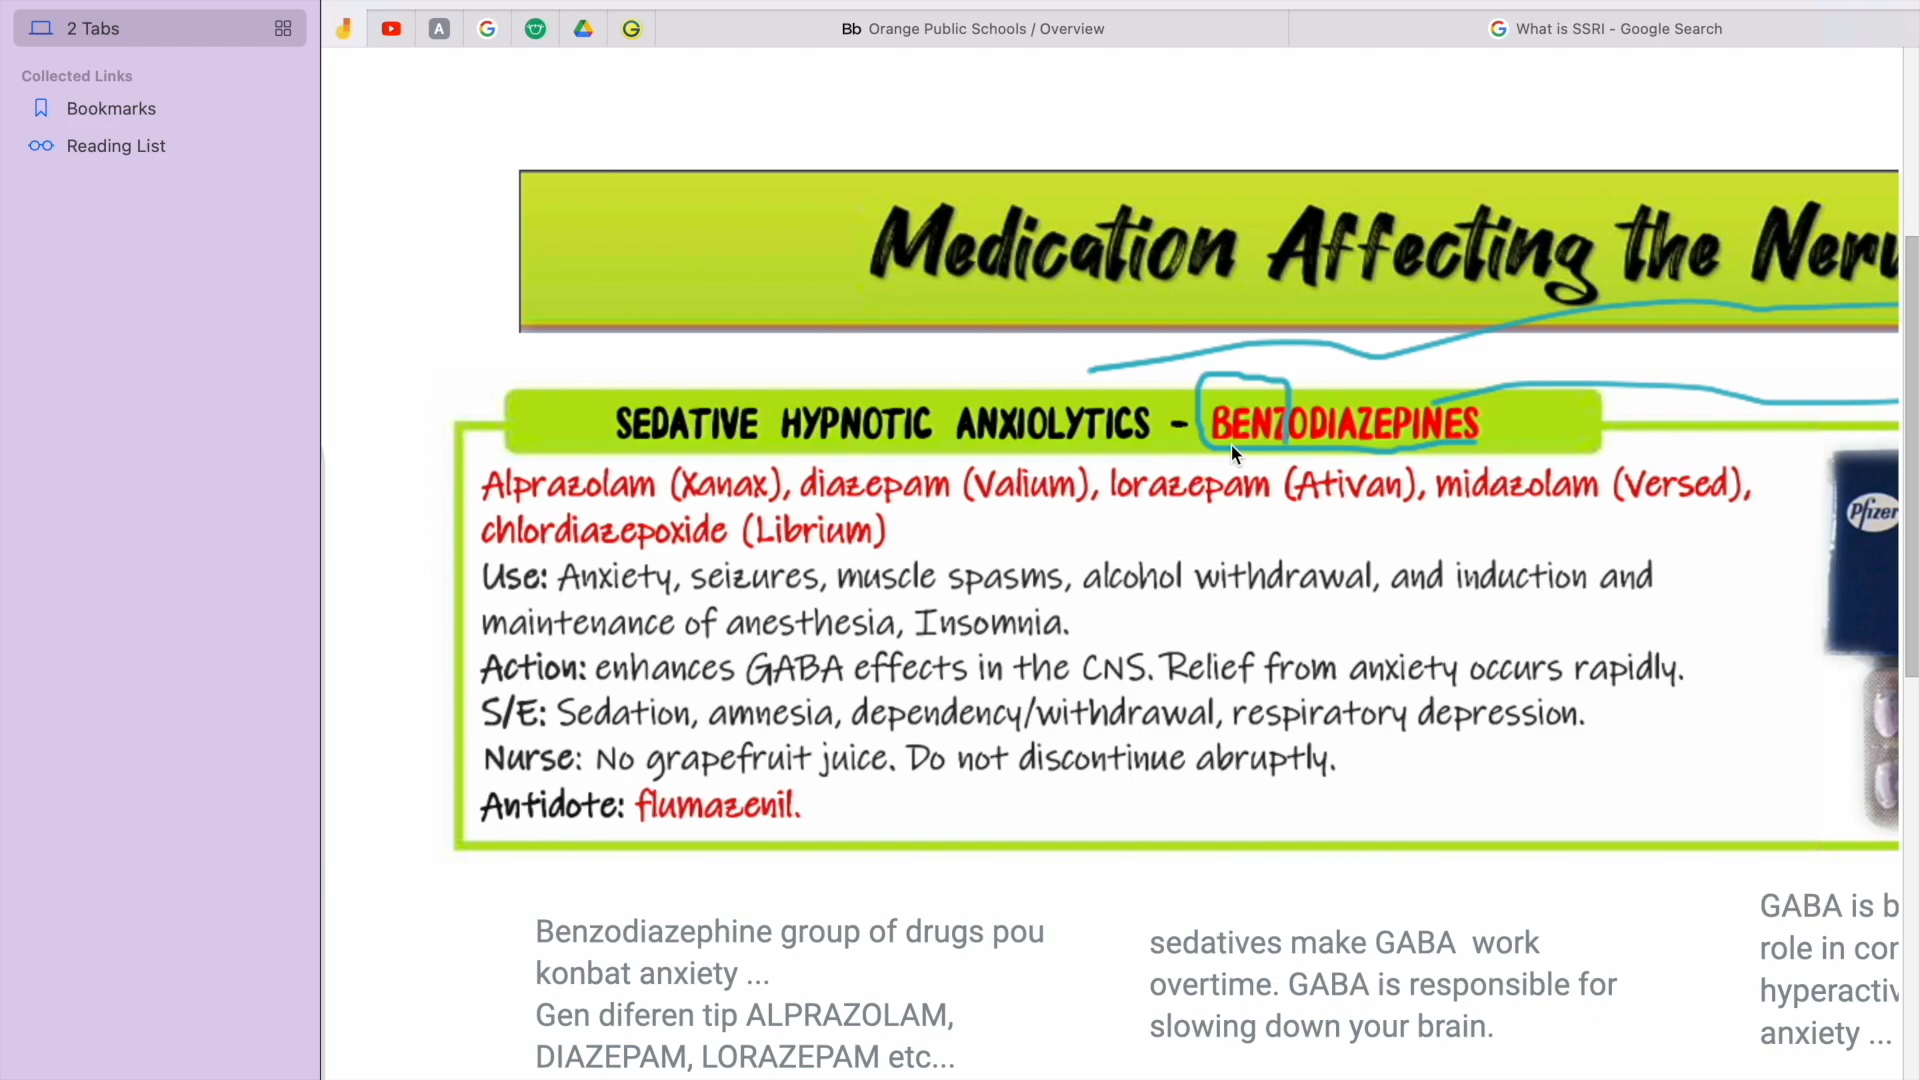 2 Tabs
Collected Links
Bookmarks
Reading List
A
G
Bb Orange Public Schools / Overview
What is SSRI - Google Search
Medication Affecting the Nerv
SEDATIVE HYPNOTIC ANXIOLYTICS - BENZODIAZEPINES
Alprazolam (Xanax), diazepam (Valium), lorazepam (Ativan), midazolam (Versed),
chlordiazepoxide (Librium)
Use: Anxiety, seizures, muscle spasms, alcohol withdrawal, and induction and
maintenance of anesthesia, Insomnia.
Action: enhances GABA effects in the CNS. Relief from anxiety occurs rapidly.
S/E: Sedation, amnesia, dependency/withdrawal, respiratory depression.
Nurse: No grapefruit juice. Do not discontinue abruptly.
Antidote: flumazenil.
Pfizer
Benzodiazephine group of drugs pou
konbat anxiety ...
Gen diferen tip ALPRAZOLAM,
DIAZEPAM, LORAZEPAM etc...
sedatives make GABA work
overtime. GABA is responsible for
slowing down your brain.
GABA is b
role in cor
hyperactiv
anxiety ...